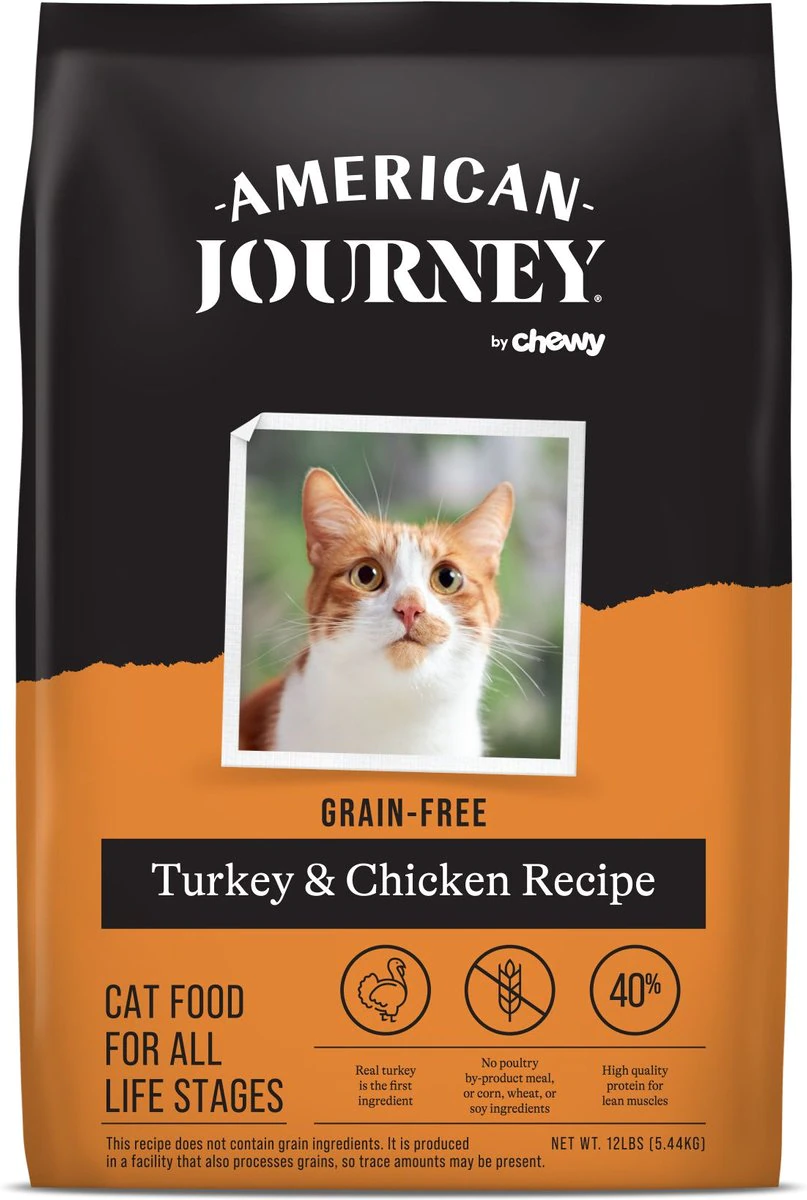 -AMERICAN-
JOURNEY®
by chewy
GRAIN-FREE
Turkey & Chicken Recipe
CAT FOOD
FOR ALL
LIFE STAGES
Real turkey
is the first
ingredient
No poultry
by-product meal,
or corn, wheat, or
soy ingredients
40%
High quality
protein for
lean muscles
This recipe does not contain grain ingredients. It is produced
in a facility that also processes grains, so trace amounts may be present.
NET WT. 12LBS (5.44KG)